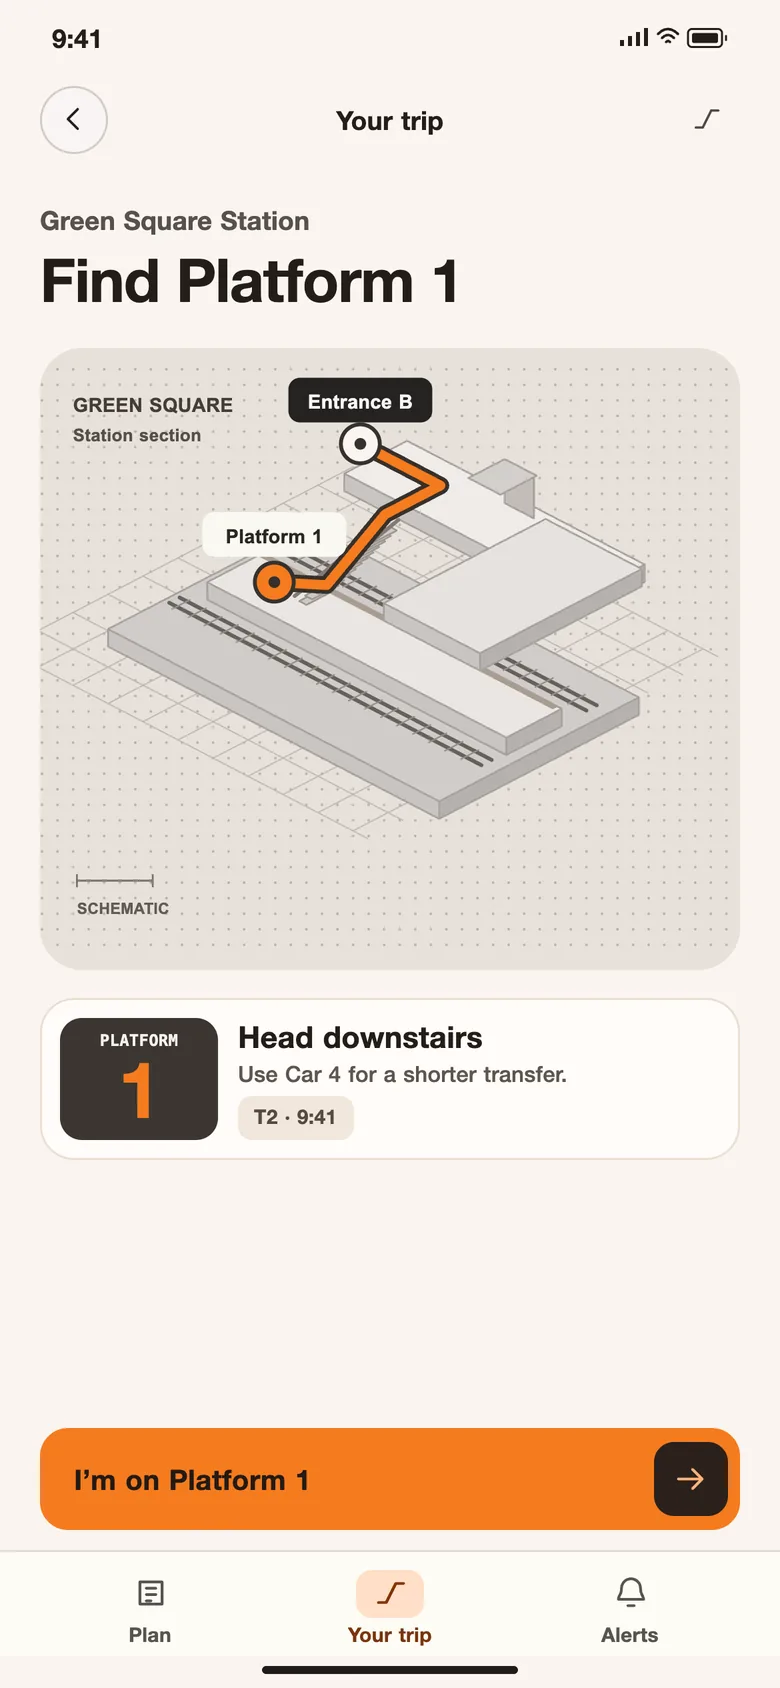 9:41
Your trip
Green Square Station
Find Platform 1
GREEN SQUARE
Station section
Entrance B
Platform 1
SCHEMATIC
PLATFORM
1
Head downstairs
Use Car 4 for a shorter transfer.
T2 · 9:41
I’m on Platform 1
Plan
Your trip
Alerts